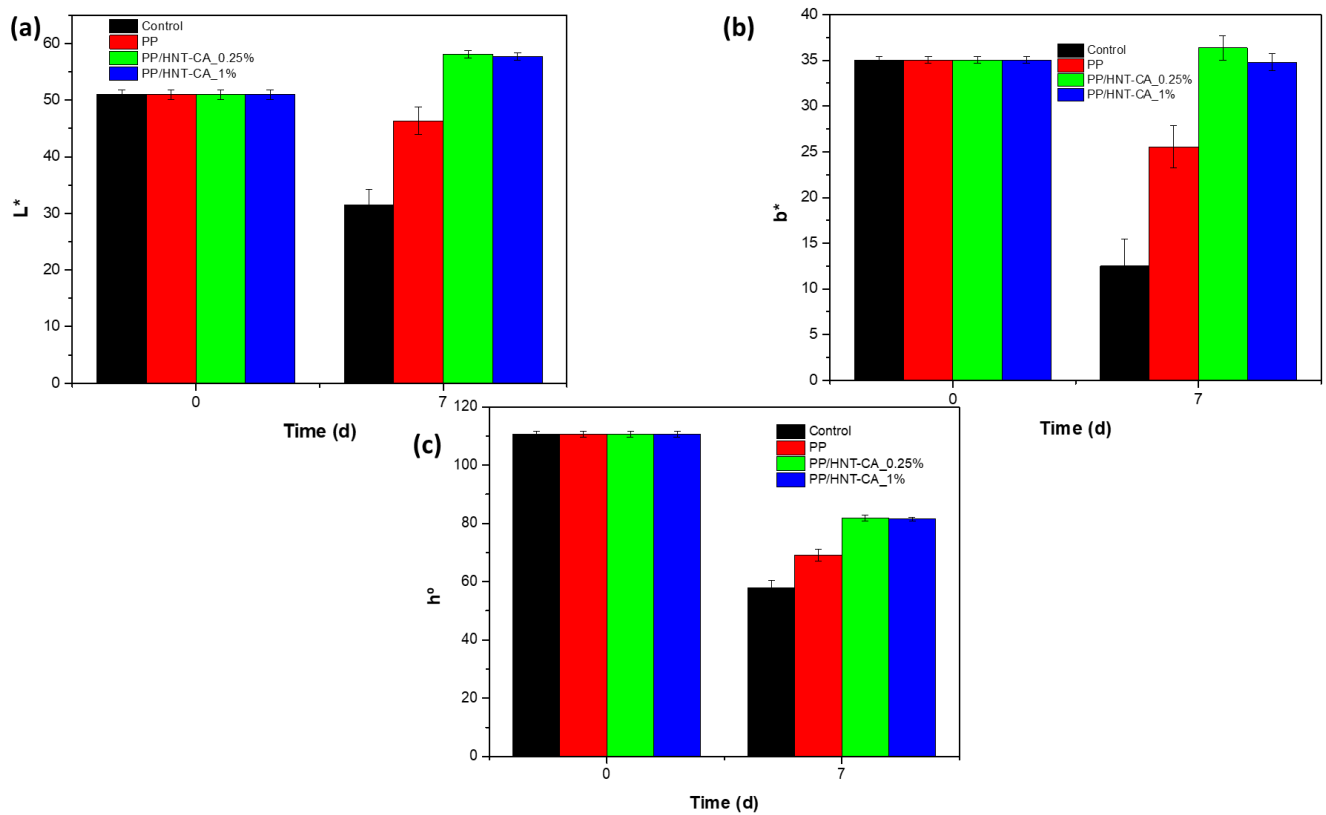 (a)
Control
PP
PP/HNT-CA_0.25%
PP/HNT-CA_1%
60
50
40
30
20
10
0
L*
0
7
Time (d)
(b)
Control
PP
PP/HNT-CA_0.25%
PP/HNT-CA_1%
40
35
30
25
20
15
10
5
0
b*
0
7
Time (d)
(c)
Control
PP
PP/HNT-CA_0.25%
PP/HNT-CA_1%
120
100
80
60
40
20
0
hº
0
7
Time (d)